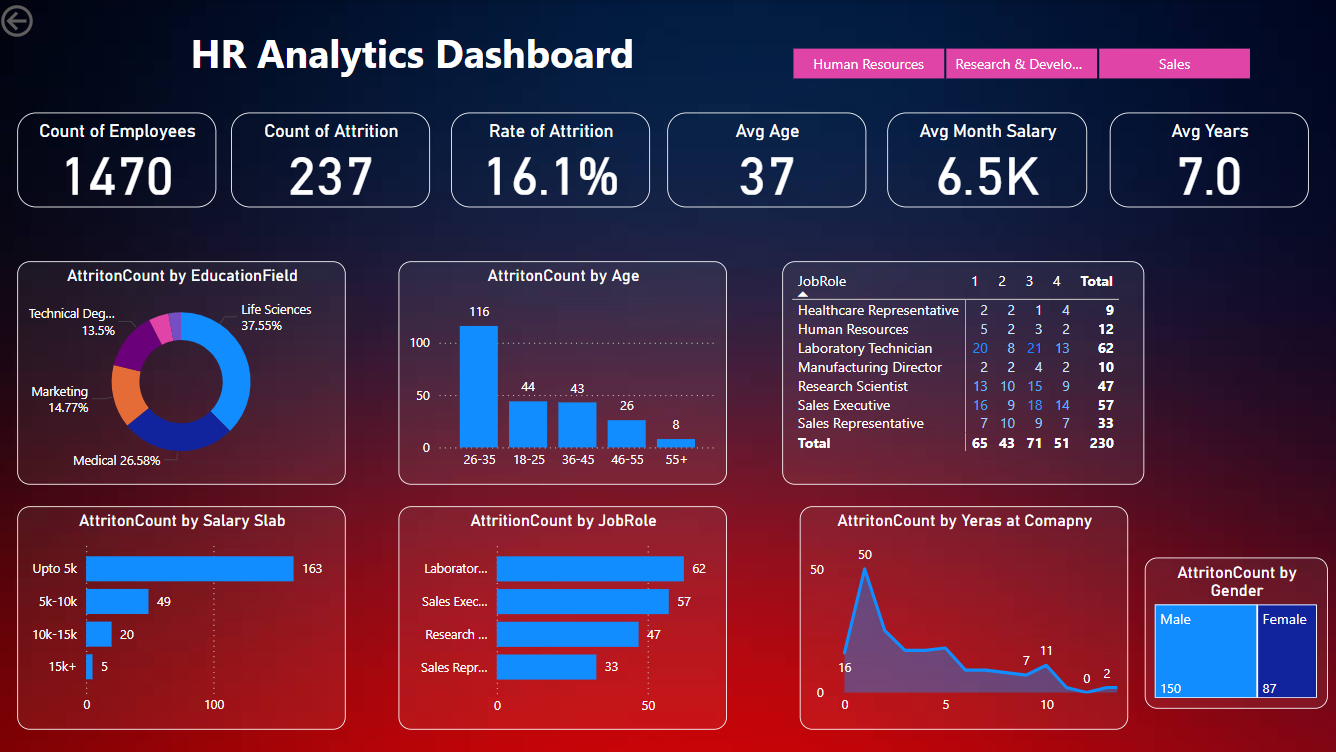 HR Analytics Dashboard
Human Resources
Research & Develo...
Sales
Count of Employees
1470
Count of Attrition
237
Rate of Attrition
16.1%
Avg Age
37
Avg Month Salary
6.5K
Avg Years
7.0
AttritonCount by EducationField
Life Sciences
37.55%
Technical Deg...
13.5%
Marketing
14.77%
Medical 26.58%
AttritonCount by Age
116
100
44
43
50
26
8
0
26-35 18-25 36-45 46-55 55+
JobRole 1 2 3 4 Total
Healthcare Representative 2 2 1 4 9
Human Resources 5 2 3 2 12
Laboratory Technician 20 8 21 13 62
Manufacturing Director 2 2 4 2 10
Research Scientist 13 10 15 9 47
Sales Executive 16 9 18 14 57
Sales Representative 7 10 9 7 33
Total 65 43 71 51 230
AttritonCount by Salary Slab
Upto 5k 163
5k-10k 49
10k-15k 20
15k+ 5
0 100
AttritionCount by JobRole
Laborator... 62
Sales Exec... 57
Research ... 47
Sales Repr... 33
0 50
AttritonCount by Yeras at Comapny
50
50
16
7
11
0
2
0
0 5 10
AttritonCount by
Gender
Male
150
Female
87